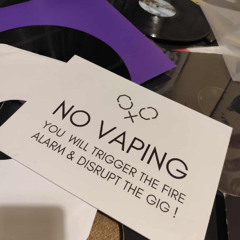 NO VAPING
YOU WILL TRIGGER THE FIRE
ALARM & DISRUPT THE GIG !